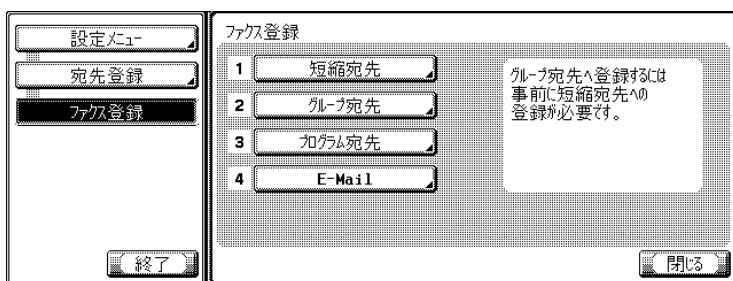 設定メニュー
宛先登録
ファクス登録
終了
ファクス登録
1 短縮宛先
2 グループ宛先
3 プログラム宛先
4 E-Mail
グループ宛先へ登録するには
事前に短縮宛先への
登録が必要です。
閉じる